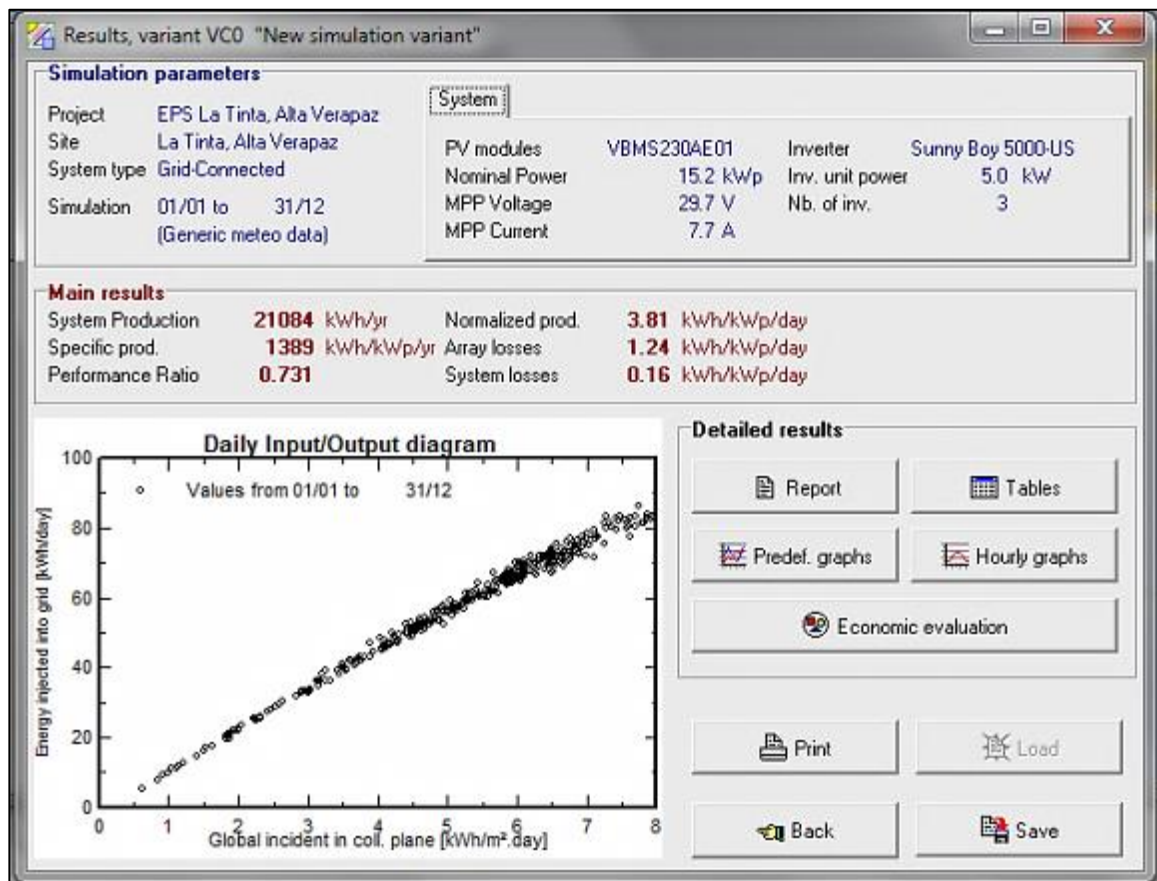 Results, variant VC0 "New simulation variant"
Simulation parameters
Project EPS La Tinta, Alta Verapaz
Site La Tinta, Alta Verapaz
System type Grid-Connected
Simulation 01/01 to 31/12
(Generic meteo data)
System
PV modules VBMS230AE01 Inverter Sunny Boy 5000-US
Nominal Power 15.2 kWp Inv. unit power 5.0 kW
MPP Voltage 29.7 V Nb. of inv. 3
MPP Current 7.7 A
Main results
System Production 21084 kWh/yr Normalized prod. 3.81 kWh/kWp/day
Specific prod. 1389 kWh/kWp/yr Array losses 1.24 kWh/kWp/day
Performance Ratio 0.731 System losses 0.16 kWh/kWp/day
Daily Input/Output diagram
Values from 01/01 to 31/12
Energy injected into grid [kWh/day]
100
80
60
40
20
0
0 1 2 3 4 5 6 7 8
Global incident in coll. plane [kWh/m².day]
Detailed results
Report Tables
Predef. graphs Hourly graphs
Economic evaluation
Print Load
Back Save